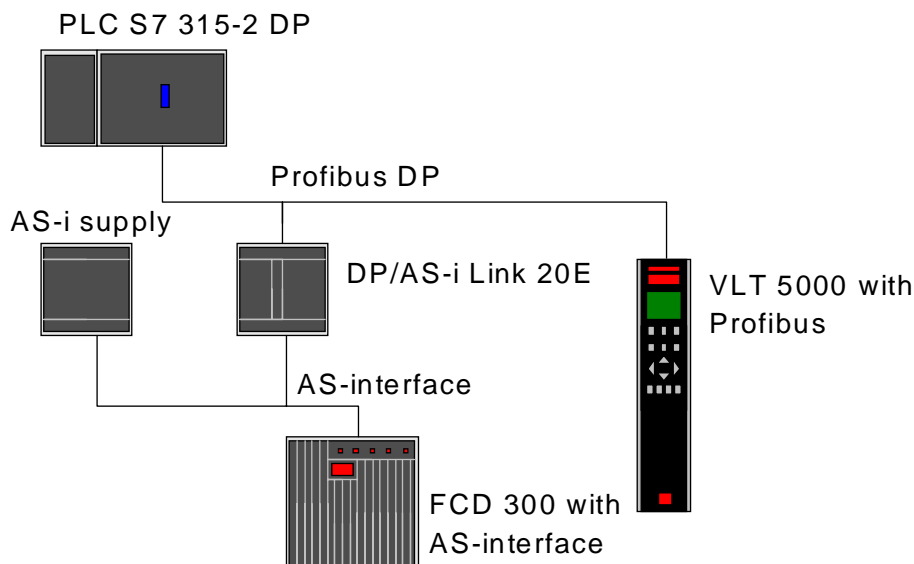 PLC S7 315-2 DP
Profibus DP
AS-i supply
DP/AS-i Link 20E
VLT 5000 with
Profibus
AS-interface
FCD 300 with
AS-interface